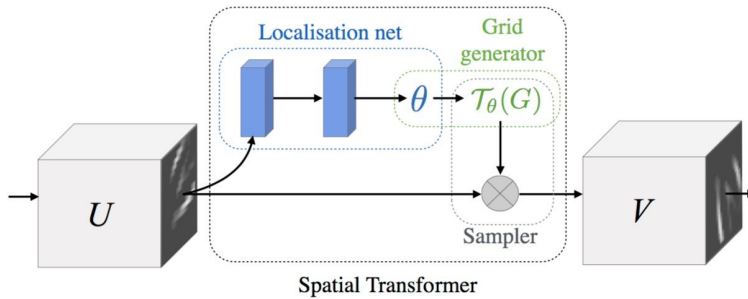 Localisation net
Grid
generator
θ
𝒯θ(G)
U
V
Sampler
Spatial Transformer